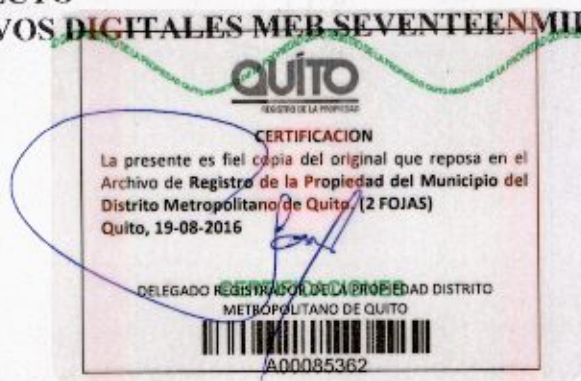 VOS DIGITALES MEB SEVENTEENMIL
QUITO
REGISTRO DE LA PROPIEDAD
CERTIFICACION
La presente es fiel copia del original que reposa en el
Archivo de Registro de la Propiedad del Municipio del
Distrito Metropolitano de Quito. (2 FOJAS)
Quito, 19-08-2016
CERTIFICACIONES
DELEGADO REGISTRADOR DE LA PROPIEDAD DISTRITO
METROPOLITANO DE QUITO
A00085362